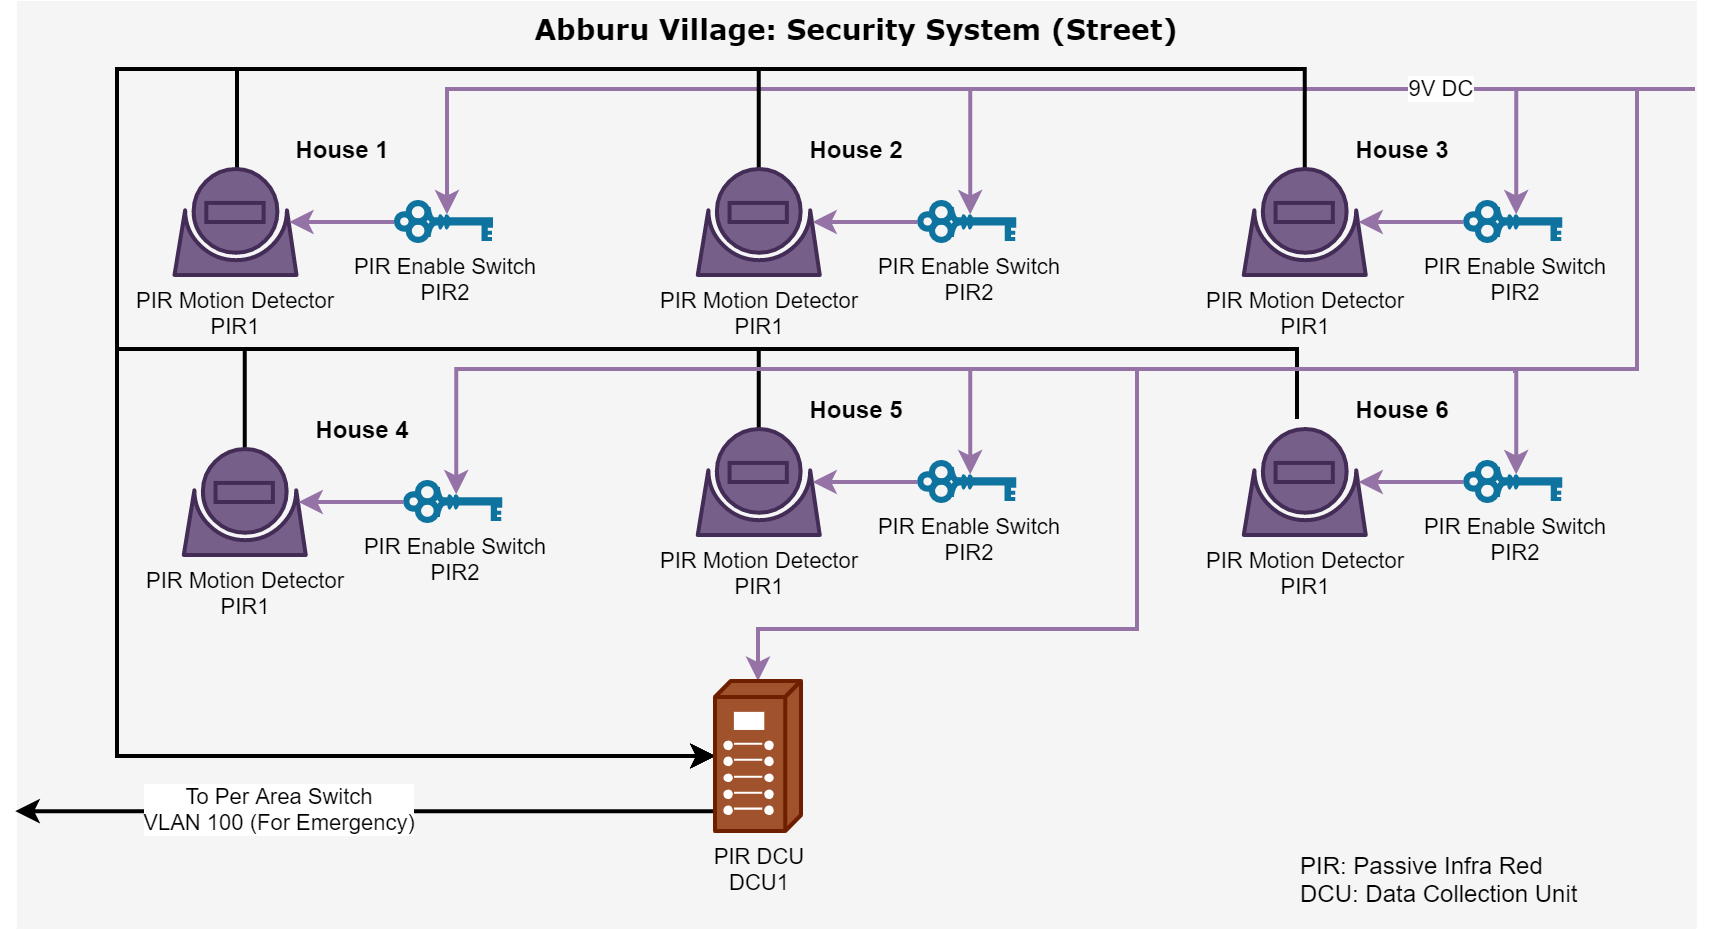 Abburu Village: Security System (Street)
9V DC
House 1
House 2
House 3
PIR Enable Switch
PIR2
PIR Motion Detector
PIR1
PIR Enable Switch
PIR2
PIR Motion Detector
PIR1
PIR Enable Switch
PIR2
PIR Motion Detector
PIR1
House 4
House 5
House 6
PIR Enable Switch
PIR2
PIR Motion Detector
PIR1
PIR Enable Switch
PIR2
PIR Motion Detector
PIR1
PIR Enable Switch
PIR2
PIR Motion Detector
PIR1
To Per Area Switch
VLAN 100 (For Emergency)
PIR DCU
DCU1
PIR: Passive Infra Red
DCU: Data Collection Unit